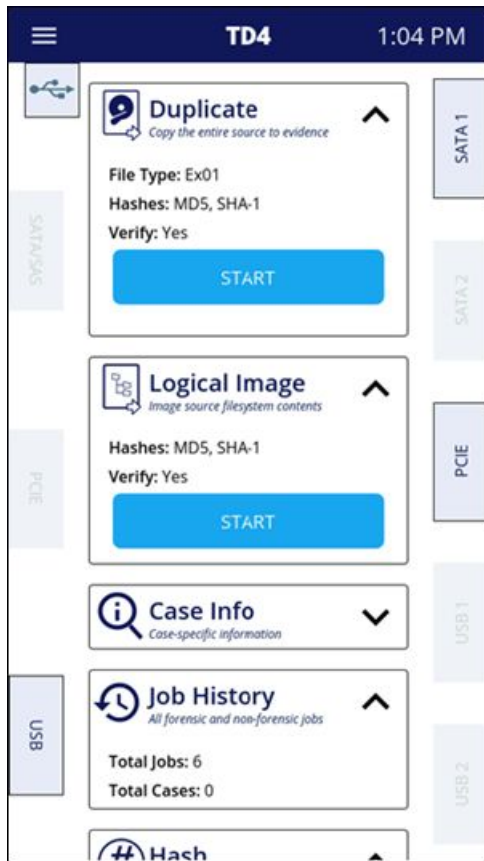 TD4
1:04 PM
Duplicate
Copy the entire source to evidence
File Type: Ex01
Hashes: MD5, SHA-1
Verify: Yes
START
Logical Image
Image source filesystem contents
Hashes: MD5, SHA-1
Verify: Yes
START
Case Info
Case-specific information
Job History
All forensic and non-forensic jobs
Total Jobs: 6
Total Cases: 0
Hash
SATA/SAS
PCIE
USB
SATA 1
SATA 2
PCIE
USB 1
USB 2